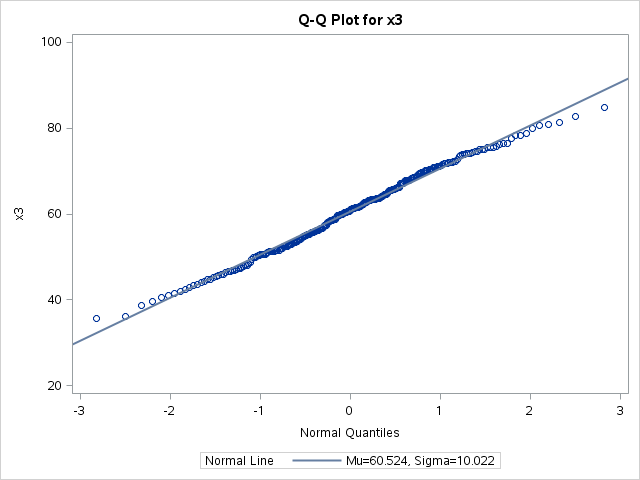 Q-Q Plot for x3
100
80
60
40
20
x3
-3 -2 -1 0 1 2 3
Normal Quantiles
Normal Line Mu=60.524, Sigma=10.022